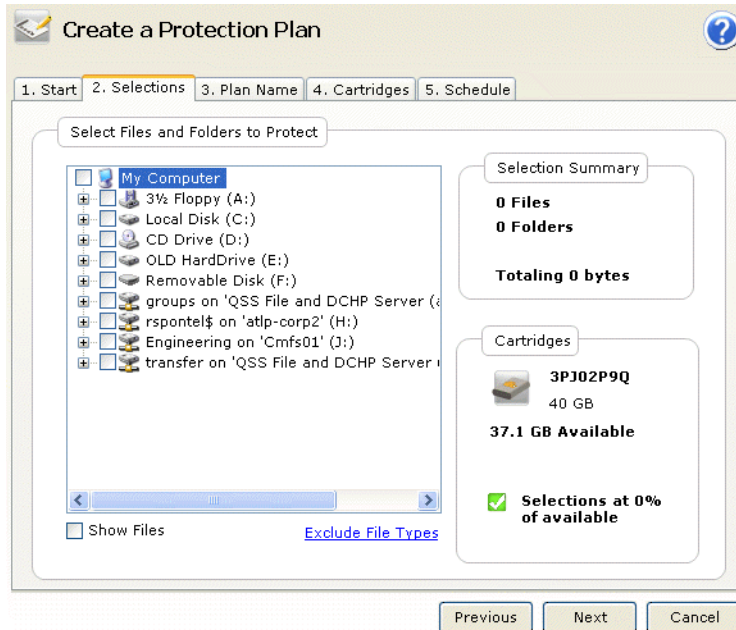 Create a Protection Plan
?
1. Start
2. Selections
3. Plan Name
4. Cartridges
5. Schedule
Select Files and Folders to Protect
My Computer
3½ Floppy (A:)
Local Disk (C:)
CD Drive (D:)
OLD HardDrive (E:)
Removable Disk (F:)
groups on 'QSS File and DCHP Server (
rspontel$ on 'atlp-corp2' (H:)
Engineering on 'Cmfs01' (J:)
transfer on 'QSS File and DCHP Server
Show Files
Exclude File Types
Selection Summary
0 Files
0 Folders
Totaling 0 bytes
Cartridges
3PJ02P9Q
40 GB
37.1 GB Available
Selections at 0%
of available
Previous
Next
Cancel